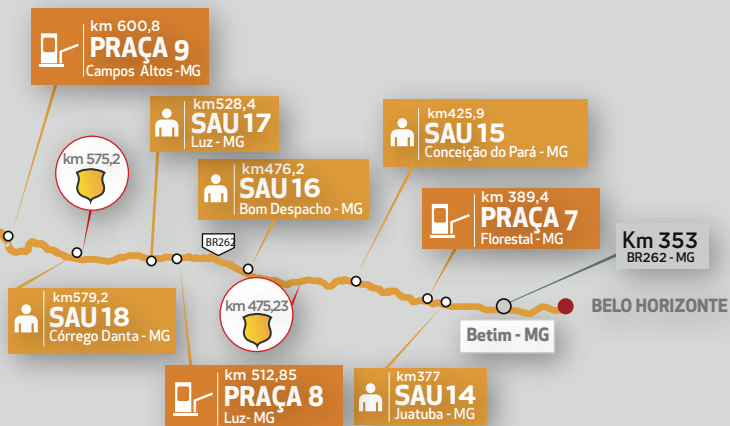 km 600,8
PRAÇA 9
Campos Altos -MG
km528,4
SAU 17
Luz - MG
km425,9
SAU 15
Conceição do Pará - MG
km 575,2
km476,2
SAU 16
Bom Despacho - MG
km 389,4
PRAÇA 7
Florestal - MG
Km 353
BR262 - MG
BR262
km579,2
SAU 18
Córrego Danta - MG
km 475,23
BELO HORIZONTE
Betim - MG
km 512,85
PRAÇA 8
Luz- MG
km377
SAU 14
Juatuba - MG